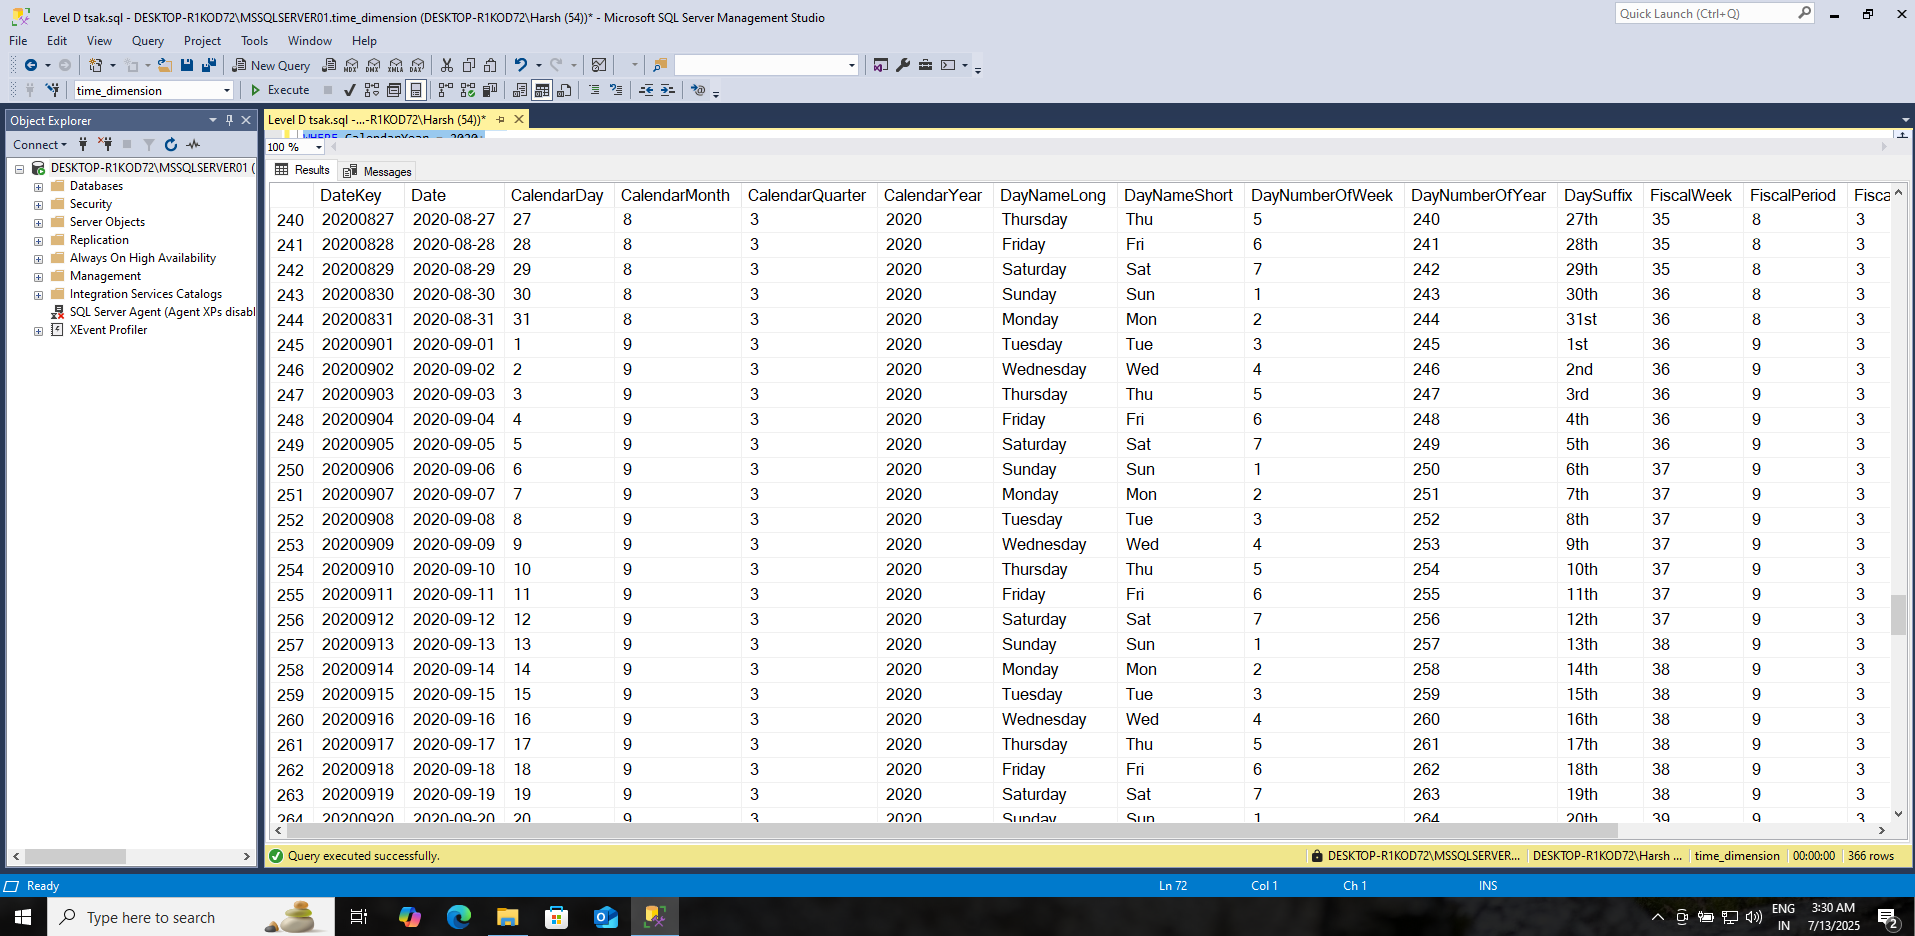 Level D tsak.sql - DESKTOP-R1KOD72\MSSQLSERVER01.time_dimension (DESKTOP-R1KOD72\Harsh (54))* - Microsoft SQL Server Management Studio
Quick Launch (Ctrl+Q)
File Edit View Query Project Tools Window Help
New Query MDX DMX XMLA DAX
time_dimension Execute
Object Explorer
Level D tsak.sql -...-R1KOD72\Harsh (54))*
WHERE CalendarYear = 2020;
Connect
100 %
Results Messages
DESKTOP-R1KOD72\MSSQLSERVER01 (
Databases
Security
Server Objects
Replication
Always On High Availability
Management
Integration Services Catalogs
SQL Server Agent (Agent XPs disabl
XEvent Profiler
DateKey Date CalendarDay CalendarMonth CalendarQuarter CalendarYear DayNameLong DayNameShort DayNumberOfWeek DayNumberOfYear DaySuffix FiscalWeek FiscalPeriod Fisca
240 20200827 2020-08-27 27 8 3 2020 Thursday Thu 5 240 27th 35 8 3
241 20200828 2020-08-28 28 8 3 2020 Friday Fri 6 241 28th 35 8 3
242 20200829 2020-08-29 29 8 3 2020 Saturday Sat 7 242 29th 35 8 3
243 20200830 2020-08-30 30 8 3 2020 Sunday Sun 1 243 30th 36 8 3
244 20200831 2020-08-31 31 8 3 2020 Monday Mon 2 244 31st 36 8 3
245 20200901 2020-09-01 1 9 3 2020 Tuesday Tue 3 245 1st 36 9 3
246 20200902 2020-09-02 2 9 3 2020 Wednesday Wed 4 246 2nd 36 9 3
247 20200903 2020-09-03 3 9 3 2020 Thursday Thu 5 247 3rd 36 9 3
248 20200904 2020-09-04 4 9 3 2020 Friday Fri 6 248 4th 36 9 3
249 20200905 2020-09-05 5 9 3 2020 Saturday Sat 7 249 5th 36 9 3
250 20200906 2020-09-06 6 9 3 2020 Sunday Sun 1 250 6th 37 9 3
251 20200907 2020-09-07 7 9 3 2020 Monday Mon 2 251 7th 37 9 3
252 20200908 2020-09-08 8 9 3 2020 Tuesday Tue 3 252 8th 37 9 3
253 20200909 2020-09-09 9 9 3 2020 Wednesday Wed 4 253 9th 37 9 3
254 20200910 2020-09-10 10 9 3 2020 Thursday Thu 5 254 10th 37 9 3
255 20200911 2020-09-11 11 9 3 2020 Friday Fri 6 255 11th 37 9 3
256 20200912 2020-09-12 12 9 3 2020 Saturday Sat 7 256 12th 37 9 3
257 20200913 2020-09-13 13 9 3 2020 Sunday Sun 1 257 13th 38 9 3
258 20200914 2020-09-14 14 9 3 2020 Monday Mon 2 258 14th 38 9 3
259 20200915 2020-09-15 15 9 3 2020 Tuesday Tue 3 259 15th 38 9 3
260 20200916 2020-09-16 16 9 3 2020 Wednesday Wed 4 260 16th 38 9 3
261 20200917 2020-09-17 17 9 3 2020 Thursday Thu 5 261 17th 38 9 3
262 20200918 2020-09-18 18 9 3 2020 Friday Fri 6 262 18th 38 9 3
263 20200919 2020-09-19 19 9 3 2020 Saturday Sat 7 263 19th 38 9 3
264 20200920 2020-09-20 20 9 3 2020 Sunday Sun 1 264 20th 39 9 3
Query executed successfully. DESKTOP-R1KOD72\MSSQLSERVER... DESKTOP-R1KOD72\Harsh ... time_dimension 00:00:00 366 rows
Ready Ln 72 Col 1 Ch 1 INS
Type here to search
ENG
IN
3:30 AM
7/13/2025
2